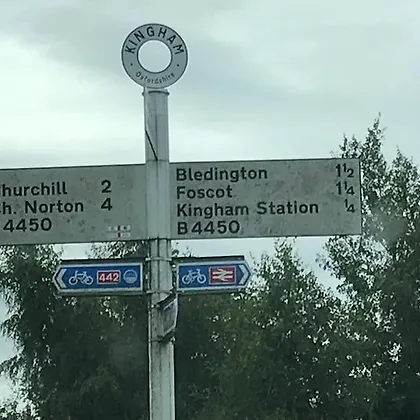 KINGHAM
Oxfordshire
hurchill 2
h. Norton 4
4450
Bledington 1½
Foscot 1¼
Kingham Station ¼
B4450
442